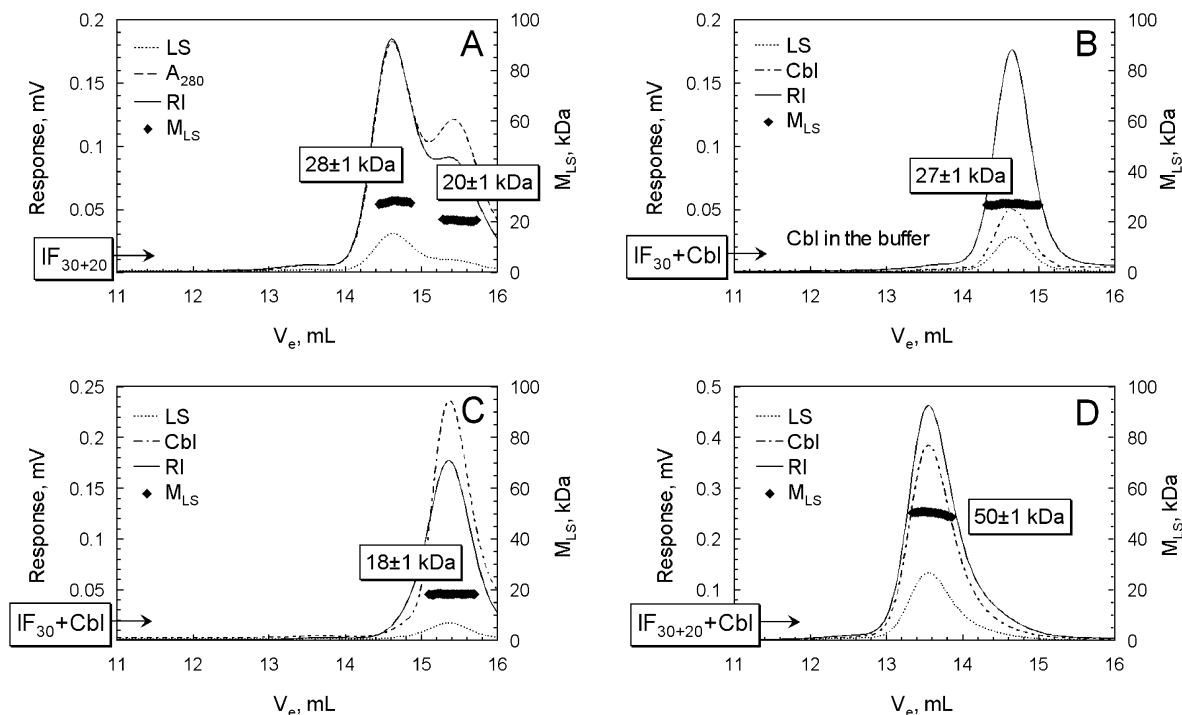 A
LS
A280
RI
MLS
28±1 kDa
20±1 kDa
IF30+20
Response, mV
0.2
0.15
0.1
0.05
0
100
80
60
40
20
0
MLS, kDa
11 12 13 14 15 16
Ve, mL
B
LS
Cbl
RI
MLS
27±1 kDa
Cbl in the buffer
IF30+Cbl
Response, mV
0.2
0.15
0.1
0.05
0
100
80
60
40
20
0
MLS, kDa
11 12 13 14 15 16
Ve, mL
C
LS
Cbl
RI
MLS
18±1 kDa
IF30+Cbl
Response, mV
0.25
0.2
0.15
0.1
0.05
0
100
80
60
40
20
0
MLS, kDa
11 12 13 14 15 16
Ve, mL
D
LS
Cbl
RI
MLS
50±1 kDa
IF30+20+Cbl
Response, mV
0.5
0.4
0.3
0.2
0.1
100
80
60
40
20
0
MLS, kDa
11 12 13 14 15 16
Ve, mL